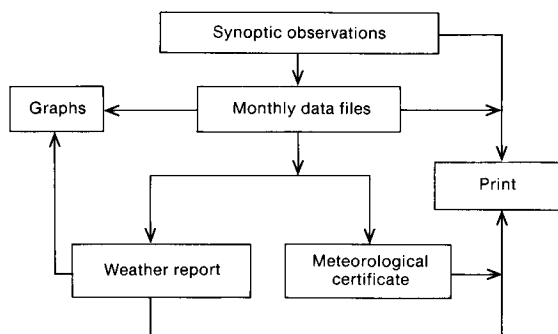 Synoptic observations
Graphs
Monthly data files
Print
Weather report
Meteorological
certificate